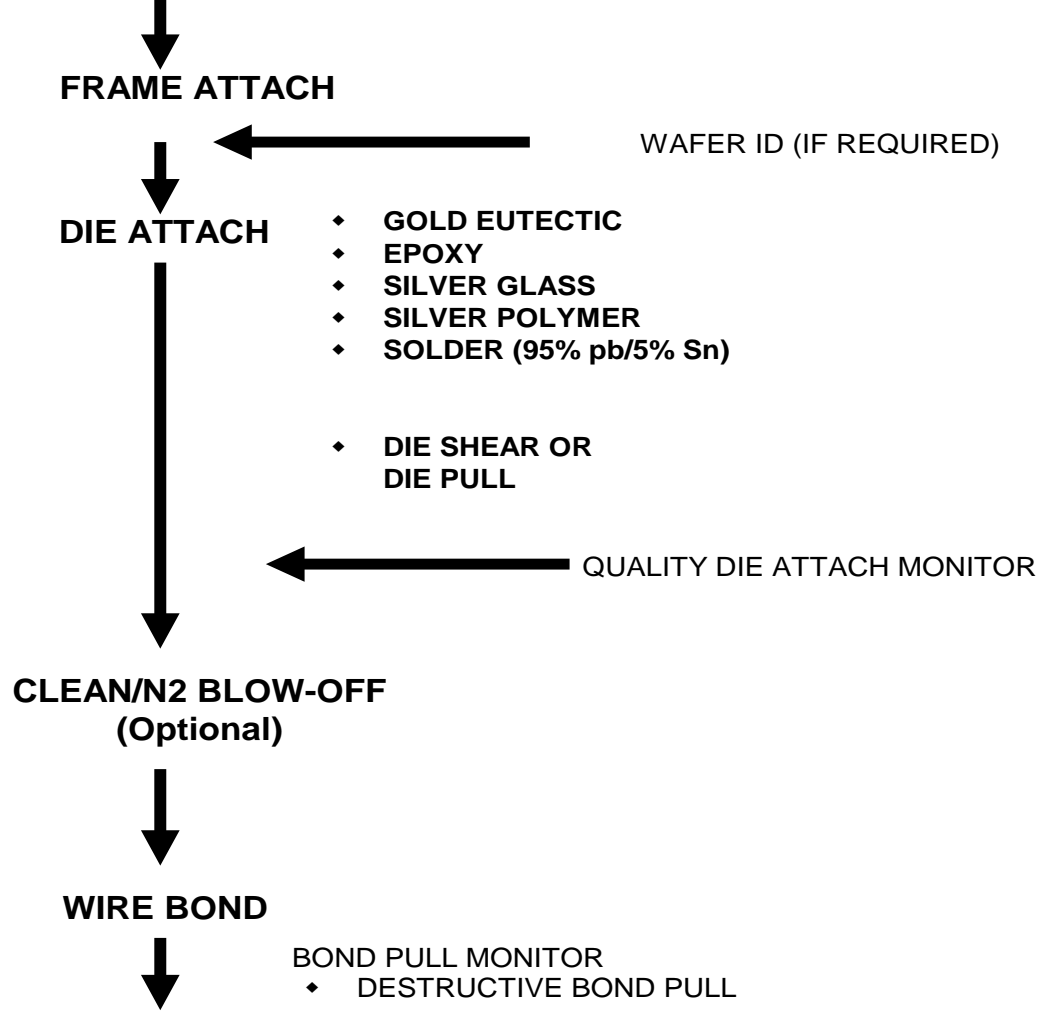 FRAME ATTACH
WAFER ID (IF REQUIRED)
DIE ATTACH
GOLD EUTECTIC
EPOXY
SILVER GLASS
SILVER POLYMER
SOLDER (95% pb/5% Sn)
DIE SHEAR OR
DIE PULL
QUALITY DIE ATTACH MONITOR
CLEAN/N2 BLOW-OFF
(Optional)
WIRE BOND
BOND PULL MONITOR
DESTRUCTIVE BOND PULL